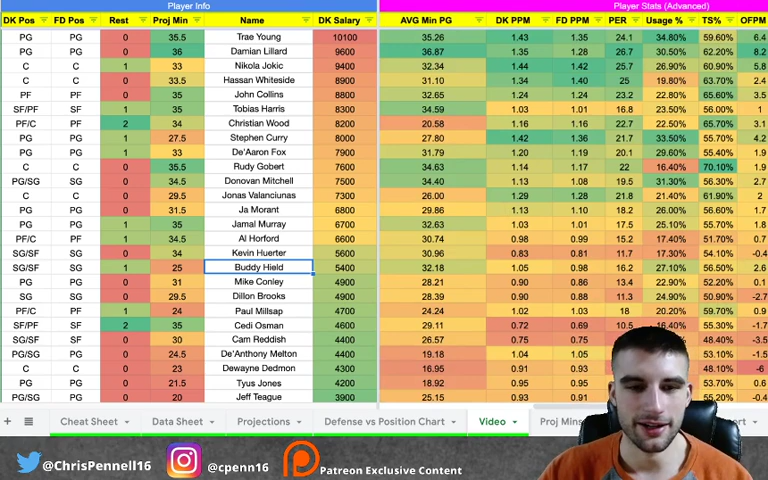 Player Info Player Stats (Advanced)
DK Pos FD Pos Rest Proj Min Name DK Salary AVG Min PG DK PPM FD PPM PER Usage % TS% OFPM
PG PG 0 35.5 Trae Young 10100 35.26 1.43 1.35 24.1 34.80% 59.60% 6.4
PG PG 0 36 Damian Lillard 9600 36.87 1.35 1.28 26.7 30.50% 62.20% 8.2
C C 1 33 Nikola Jokic 9400 32.34 1.44 1.42 25.7 26.90% 60.90% 5.8
C C 0 33.5 Hassan Whiteside 8900 31.10 1.34 1.40 25 19.80% 63.70% 2.4
PF PF 0 35 John Collins 8800 32.65 1.24 1.24 23.2 22.80% 65.60% 3.5
SF/PF SF 1 35 Tobias Harris 8300 34.59 1.03 1.01 16.8 23.50% 56.00% 1
PF/C PF 2 34 Christian Wood 8200 20.58 1.16 1.16 22.7 22.50% 65.70% 3.1
PG PG 1 27.5 Stephen Curry 8000 27.80 1.42 1.36 21.7 33.50% 55.70% 4.2
PG PG 1 33 De'Aaron Fox 7900 31.79 1.20 1.19 20.1 29.60% 55.40% 1.9
C C 0 35.5 Rudy Gobert 7600 34.63 1.14 1.17 22 16.40% 70.10% 1.9
PG/SG SG 0 34.5 Donovan Mitchell 7500 34.40 1.13 1.08 19.5 31.30% 56.30% 2.7
C C 0 29.5 Jonas Valanciunas 7300 26.00 1.29 1.28 21.8 21.40% 61.90% 2
PG PG 0 31.5 Ja Morant 6800 29.86 1.13 1.10 18.2 26.00% 56.60% 1.7
PG PG 1 35 Jamal Murray 6700 32.63 1.03 1.01 17.5 25.10% 55.70% 1.8
PF/C PF 1 34.5 Al Horford 6600 30.74 0.98 0.99 15.2 17.40% 51.70% 0.7
SG/SF SG 0 34 Kevin Huerter 5600 30.96 0.83 0.81 11.7 17.30% 54.10% -0.4
SG/SF SG 1 25 Buddy Hield 5400 32.18 1.05 0.98 16.2 27.10% 56.50% 2.6
PG PG 0 31 Mike Conley 4900 28.21 0.90 0.86 13.4 22.90% 52.20% 0.1
SG SG 0 29.5 Dillon Brooks 4900 28.39 0.90 0.88 11.3 24.90% 50.90% -2.7
PF/C PF 1 24 Paul Millsap 4700 24.24 1.02 1.03 18 20.20% 59.70% 0.9
SF/PF SF 2 35 Cedi Osman 4600 29.11 0.72 0.69 10.5 16.40% 55.30% -1.7
SG/SF SF 0 30 Cam Reddish 4400 26.57 0.75 0.75 48.40% -3.5
PG/SG SG 0 24.5 De'Anthony Melton 4400 19.18 1.04 1.05 53.10% -1.5
C C 0 23 Dewayne Dedmon 4300 16.95 0.91 0.93 48.40% -6
PG PG 0 21.5 Tyus Jones 4200 18.92 0.95 0.95 53.70% 0.6
PG/SG PG 0 20 Jeff Teague 3900 25.15 0.93 0.91 55.20% -0.4
Cheat Sheet Data Sheet Projections Defense vs Position Chart Video Proj Mins
@ChrisPennell16 @cpenn16 Patreon Exclusive Content